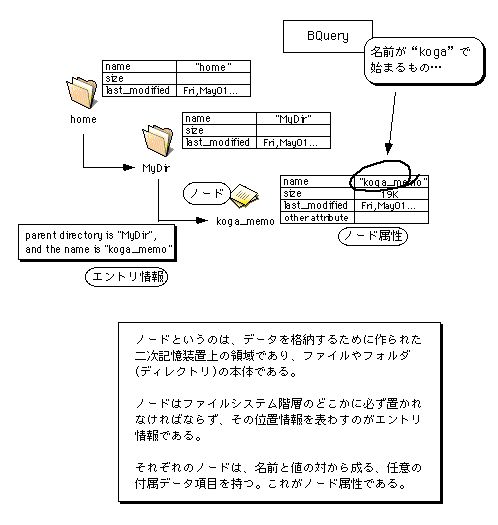 BQuery
名前が“koga”で
始まるもの…
name "home"
size
last_modified Fri,May01...
home
name "MyDir"
size
last_modified Fri,May01...
MyDir
ノード
koga_memo
name "koga_memo"
size 19K
last_modified Fri,May01...
other attribute
ノード属性
parent directory is "MyDir",
and the name is "koga_memo"
エントリ情報
ノードというのは、データを格納するために作られた
二次記憶装置上の領域であり、ファイルやフォルダ
(ディレクトリ)の本体である。
ノードはファイルシステム階層のどこかに必ず置かれ
なければならず、その位置情報を表わすのがエントリ
情報である。
それぞれのノードは、名前と値の対から成る、任意の
付属データ項目を持つ。これがノード属性である。